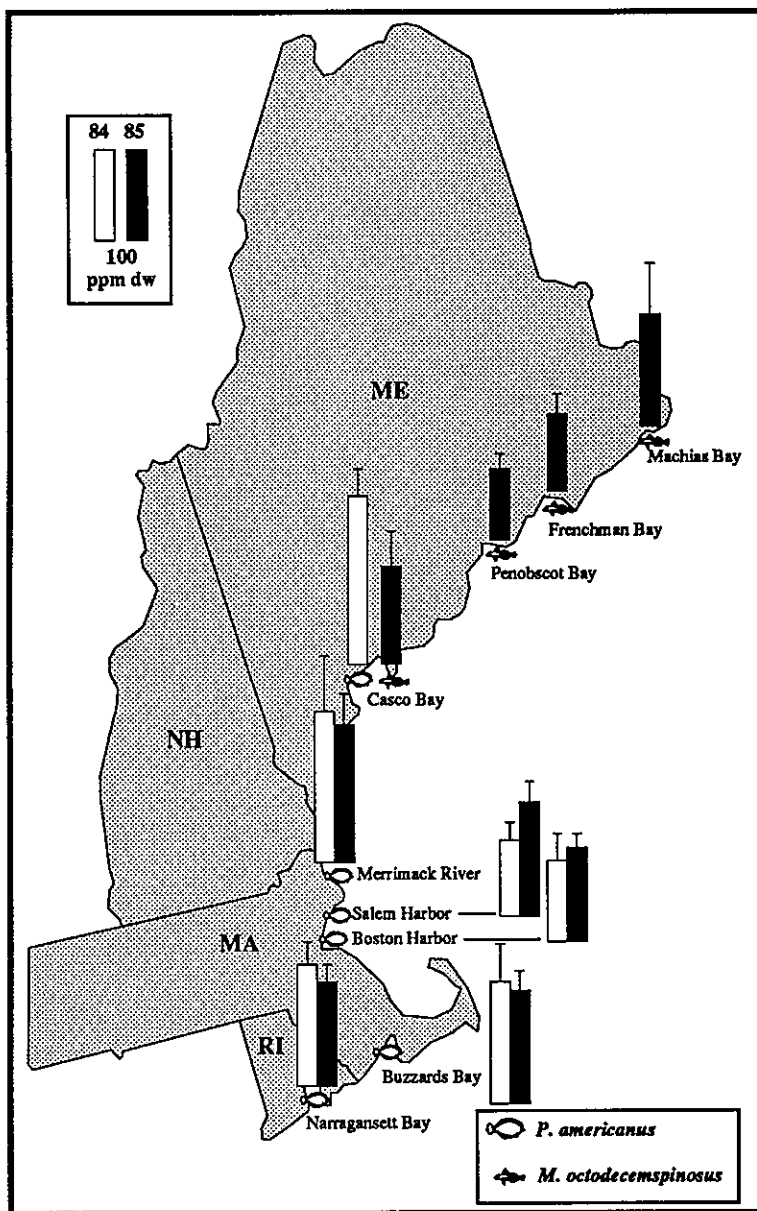 84 85
100
ppm dw
ME
Machias Bay
Frenchman Bay
Penobscot Bay
Casco Bay
NH
Merrimack River
Salem Harbor
Boston Harbor
MA
RI
Buzzards Bay
Narragansett Bay
P. americanus
M. octodecemspinosus